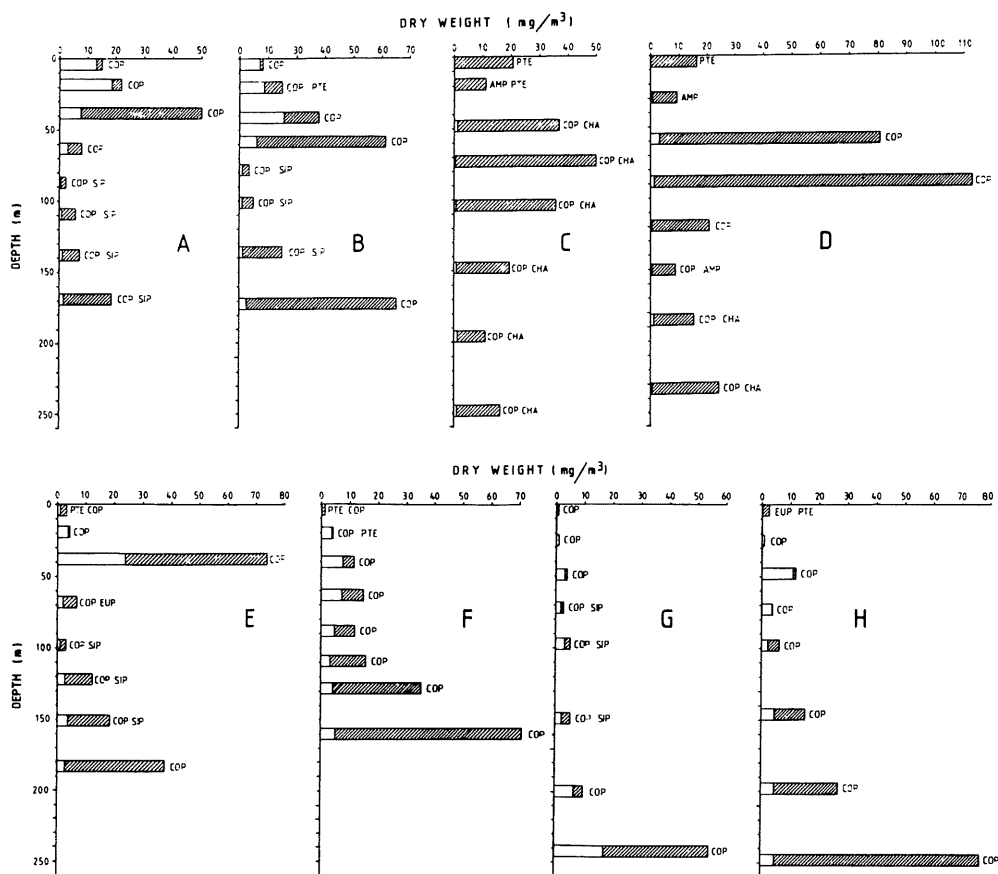 DRY WEIGHT (mg/m³)
0 10 20 30 40 50
0 10 20 30 40 50 60 70
0 10 20 30 40 50
0 10 20 30 40 50 60 70 80 90 100 110
DEPTH (m)
0
50
100
150
200
250
COP
COP
COP
COP
COP SIP
COP SIP
COP SIP
COP SIP
A
COP
COP PTE
COP
COP
COP SIP
COP SIP
COP SIP
COP
B
PTE
AMP PTE
COP CHA
COP CHA
COP CHA
COP CHA
COP CHA
COP CHA
C
PTE
AMP
COP
COP
COP
COP AMP
COP CHA
COP CHA
D
DRY WEIGHT (mg/m³)
0 10 20 30 40 50 60 70 80
0 10 20 30 40 50 60 70
0 10 20 30 40 50 60
0 10 20 30 40 50 60 70 80
DEPTH (m)
0
50
100
150
200
250
PTE COP
COP
COP
COP EUP
COP SIP
COP SIP
COP SIP
COP
E
PTE COP
COP PTE
COP
COP
COP
COP
COP
COP
F
COP
COP
COP
COP SIP
COP SIP
COP SIP
COP
COP
G
EUP PTE
COP
COP
COP
COP
COP
COP
COP
H